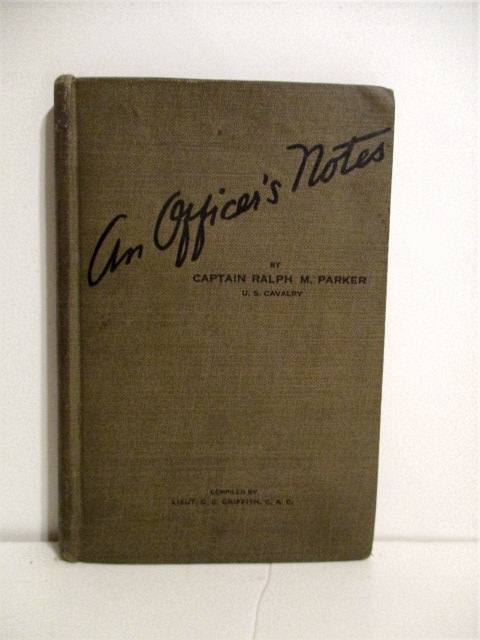 An Officer's Notes
BY
CAPTAIN RALPH M. PARKER
U. S. CAVALRY
COMPILED BY
LIEUT. C. C. GRIFFITH, C. A. C.